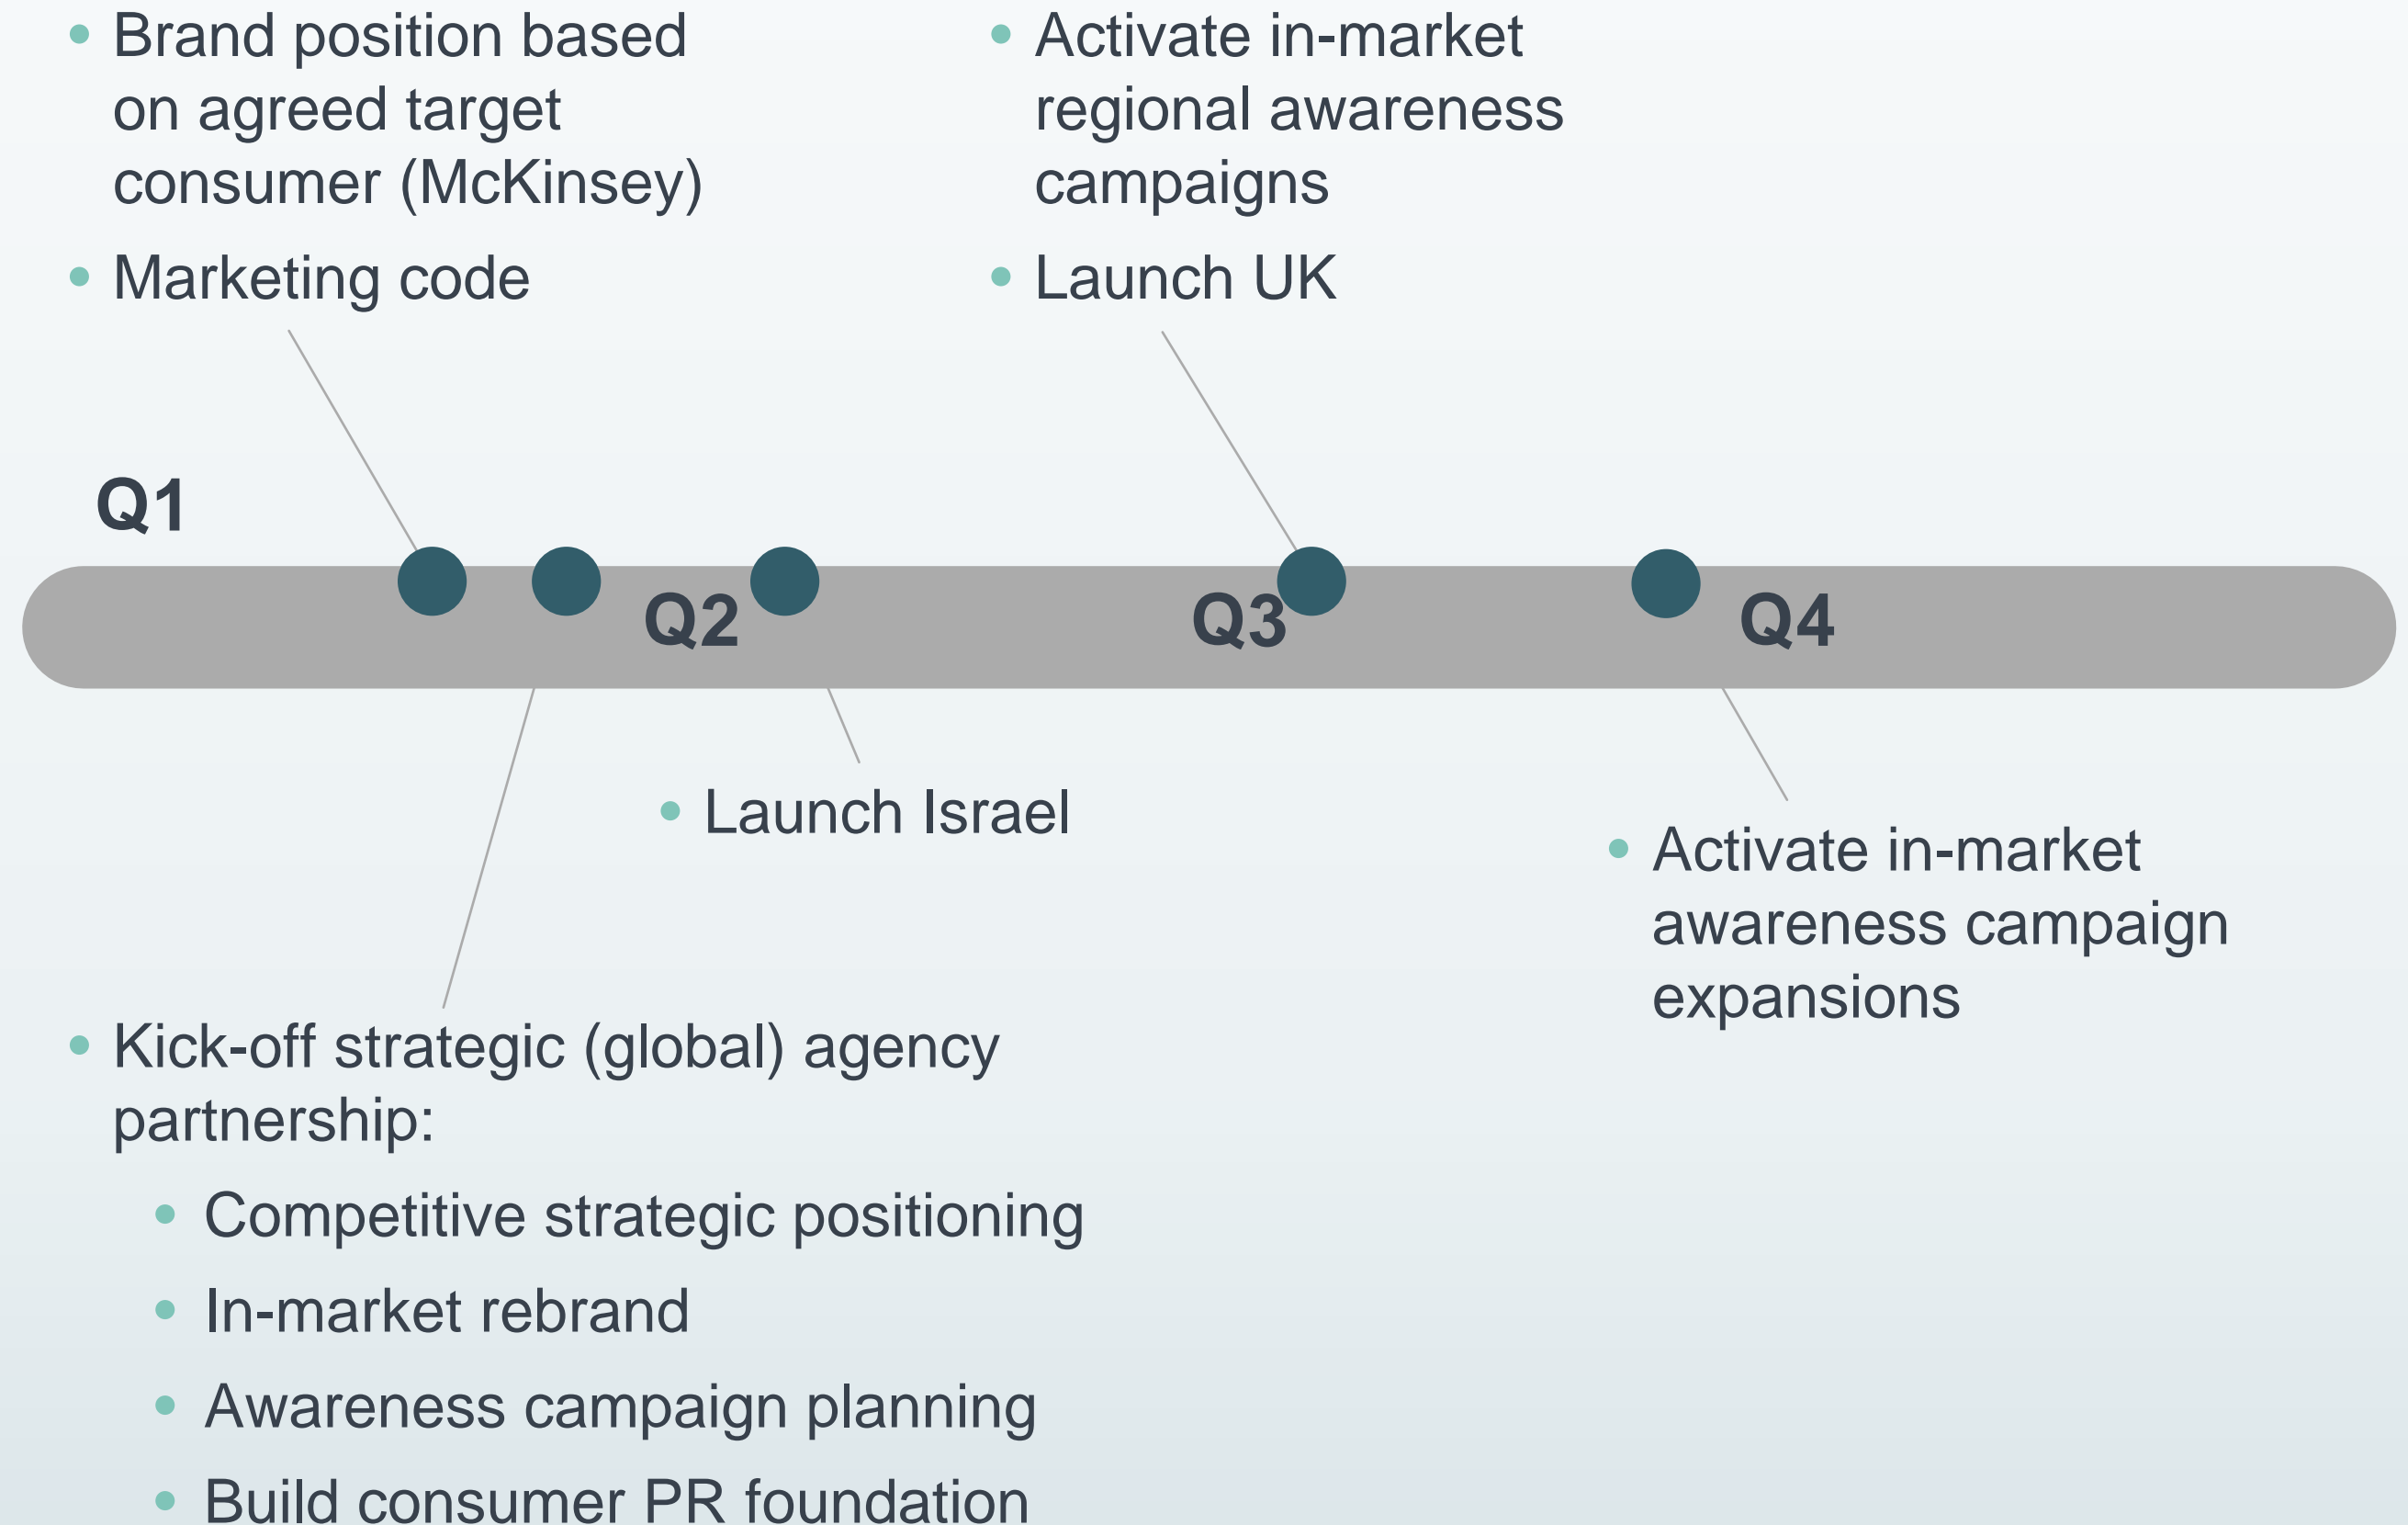 Brand position based
on agreed target
consumer (McKinsey)
Marketing code
Activate in-market
regional awareness
campaigns
Launch UK
Q1
Q2
Q3
Q4
Launch Israel
Activate in-market
awareness campaign
expansions
Kick-off strategic (global) agency
partnership:
Competitive strategic positioning
In-market rebrand
Awareness campaign planning
Build consumer PR foundation